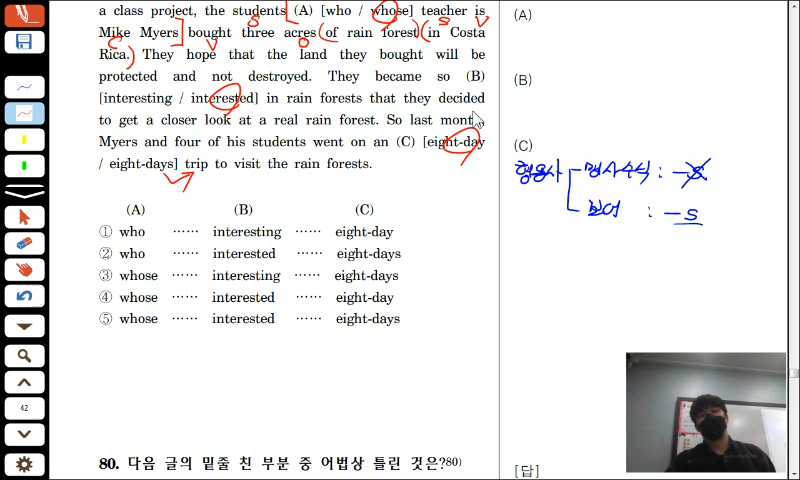 a class project, the students (A) [who / whose] teacher is
Mike Myers] bought three acres (of rain forest) (in Costa
Rica.) They hope that the land they bought will be
protected and not destroyed. They became so (B)
[interesting / interested] in rain forests that they decided
to get a closer look at a real rain forest. So last month
Myers and four of his students went on an (C) [eight-day
/ eight-days] trip to visit the rain forests.
S
S V
C V O
(A) (B) (C)
① who ······ interesting ······ eight-day
② who ······ interested ······ eight-days
③ whose ······ interesting ······ eight-days
④ whose ······ interested ······ eight-day
⑤ whose ······ interested ······ eight-days
80. 다음 글의 밑줄 친 부분 중 어법상 틀린 것은?80)
(A)
(B)
(C)
형용사 명사수식 : -s
보어 : -s
[답]
42